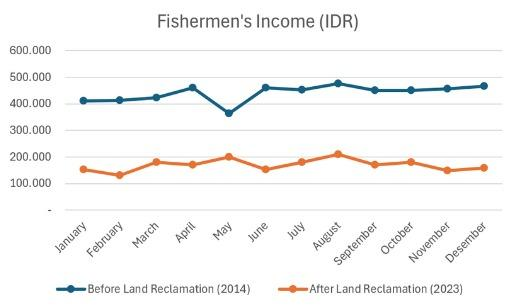 Fishermen's Income (IDR)
600.000
500.000
400.000
300.000
200.000
100.000
-
January
February
March
April
May
June
July
August
September
October
November
Desember
Before Land Reclamation (2014)
After Land Reclamation (2023)